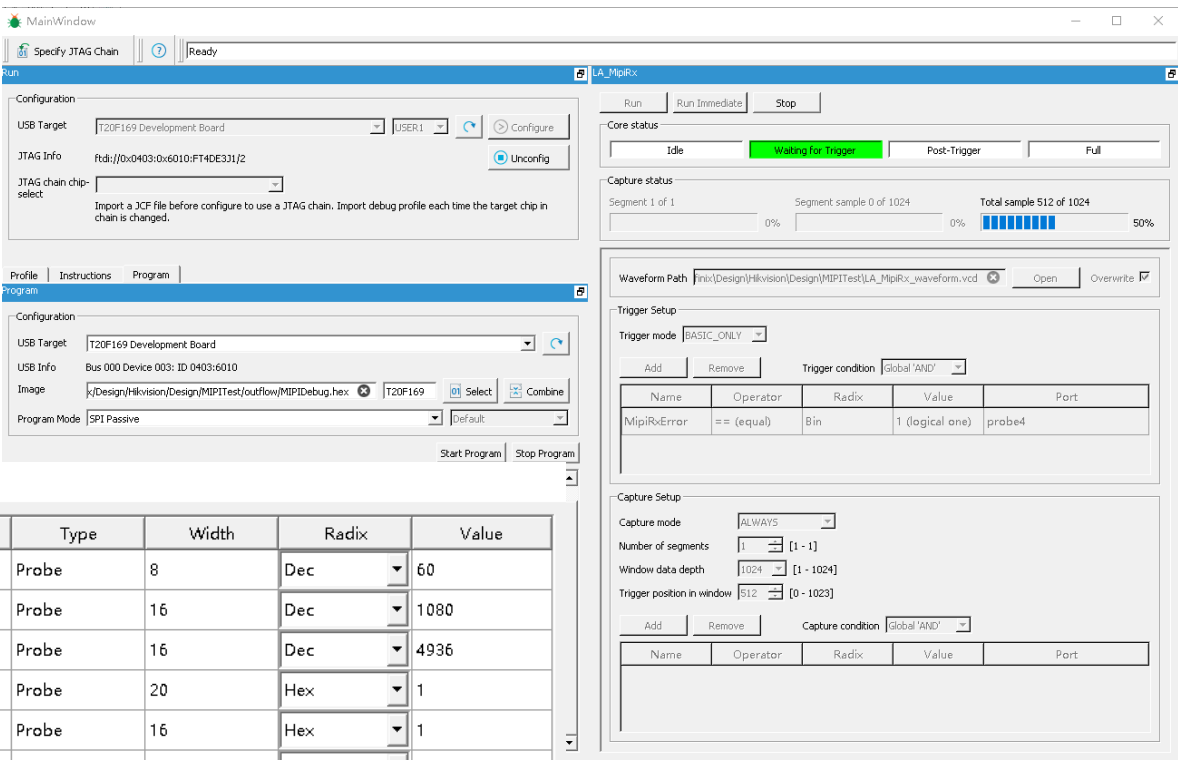 MainWindow
Specify JTAG Chain
Ready
Run
Configuration
USB Target T20F169 Development Board USER1 Configure
JTAG Info ftdi://0x0403:0x6010:FT4DE3J1/2 Unconfig
JTAG chain chip-
select
Import a JCF file before configure to use a JTAG chain. Import debug profile each time the target chip in
chain is changed.
Profile Instructions Program
Program
Configuration
USB Target T20F169 Development Board
USB Info Bus 000 Device 003: ID 0403:6010
Image k/Design/Hikvision/Design/MIPITest/outflow/MIPIDebug.hex T20F169 Select Combine
Program Mode SPI Passive Default
Start Program Stop Program
Type Width Radix Value
Probe 8 Dec 60
Probe 16 Dec 1080
Probe 16 Dec 4936
Probe 20 Hex 1
Probe 16 Hex 1
LA_MipiRx
Run Run Immediate Stop
Core status
Idle Waiting for Trigger Post-Trigger Full
Capture status
Segment 1 of 1 Segment sample 0 of 1024 Total sample 512 of 1024
0% 0% 50%
Waveform Path finix\Design\Hikvision\Design\MIPITest\LA_MipiRx_waveform.vcd Open Overwrite
Trigger Setup
Trigger mode BASIC_ONLY
Add Remove Trigger condition Global 'AND'
Name Operator Radix Value Port
MipiRxError == (equal) Bin 1 (logical one) probe4
Capture Setup
Capture mode ALWAYS
Number of segments 1 [1 - 1]
Window data depth 1024 [1 - 1024]
Trigger position in window 512 [0 - 1023]
Add Remove Capture condition Global 'AND'
Name Operator Radix Value Port